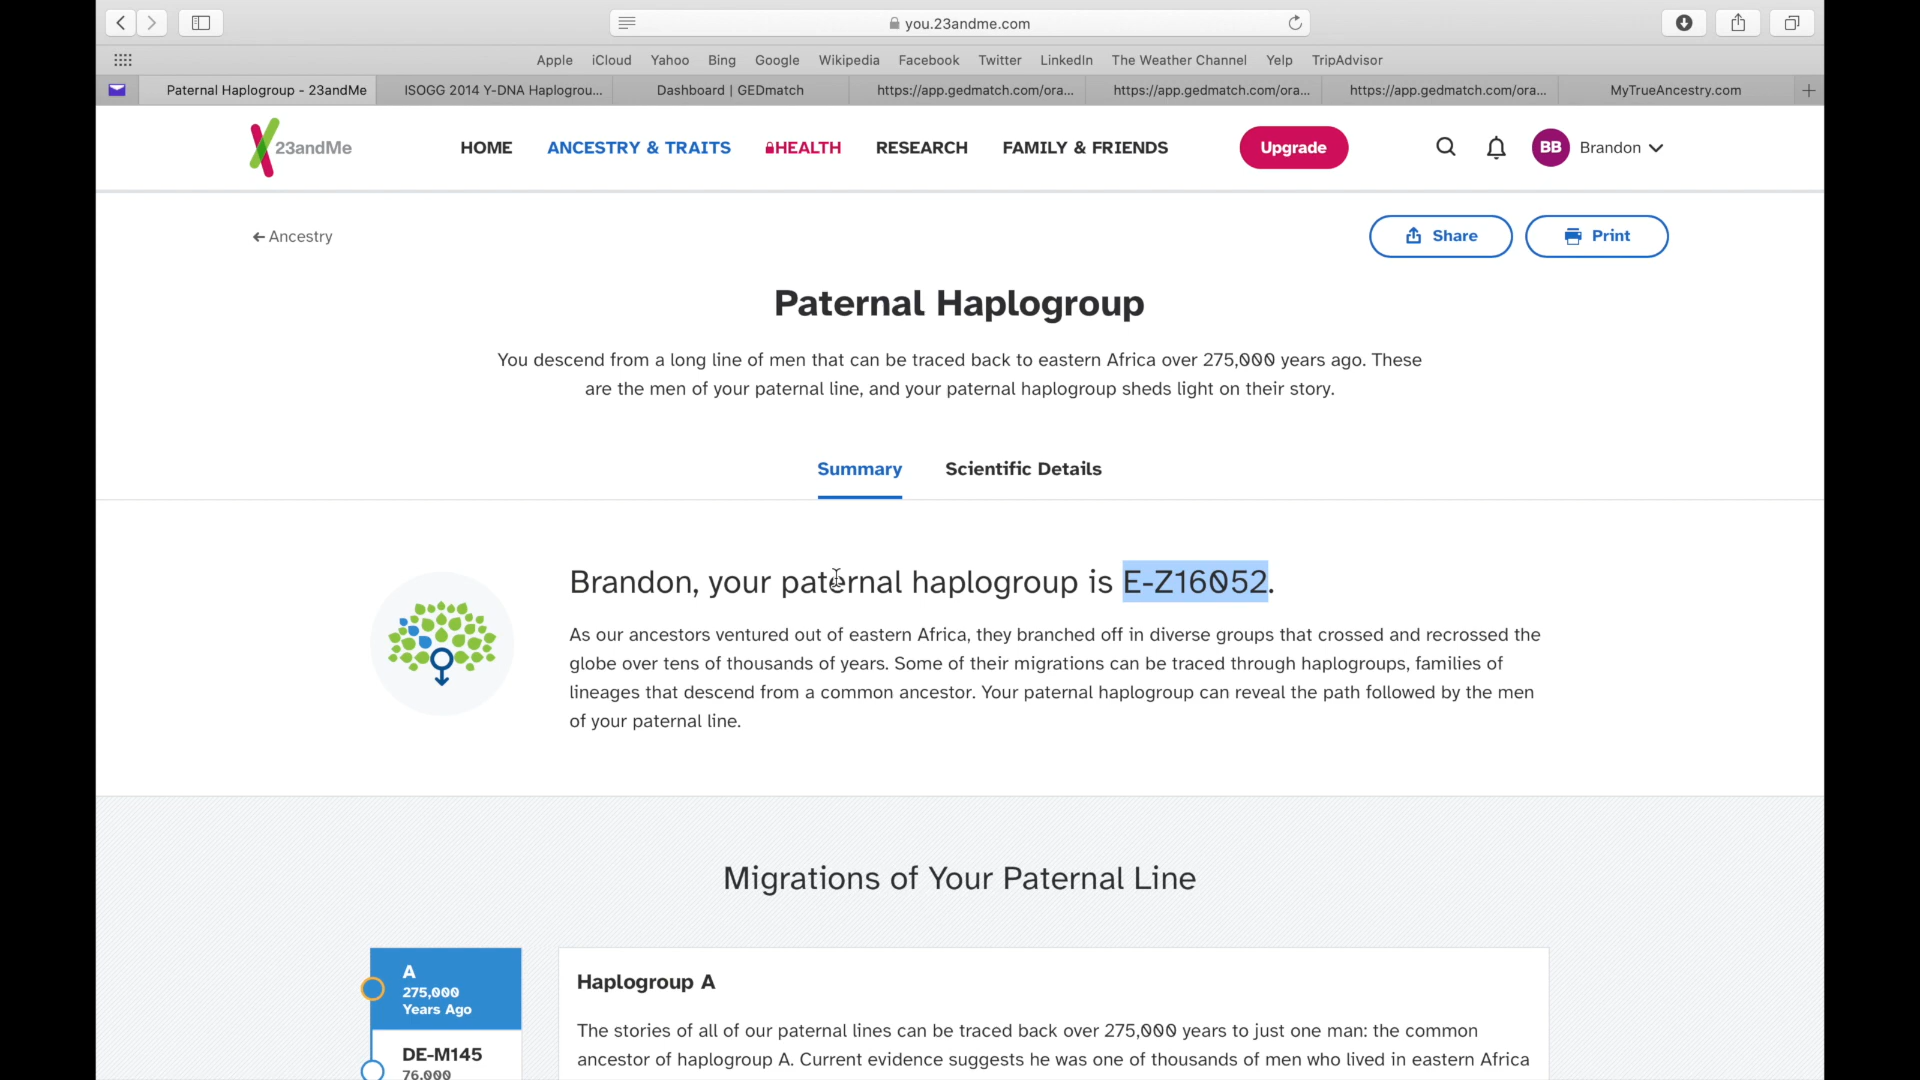 you.23andme.com
Apple iCloud Yahoo Bing Google Wikipedia Facebook Twitter LinkedIn The Weather Channel Yelp TripAdvisor
Paternal Haplogroup - 23andMe ISOGG 2014 Y-DNA Haplogrou... Dashboard | GEDmatch https://app.gedmatch.com/ora... https://app.gedmatch.com/ora... https://app.gedmatch.com/ora... MyTrueAncestry.com
23andMe HOME ANCESTRY & TRAITS HEALTH RESEARCH FAMILY & FRIENDS Upgrade BB Brandon
Ancestry Share Print
Paternal Haplogroup
You descend from a long line of men that can be traced back to eastern Africa over 275,000 years ago. These
are the men of your paternal line, and your paternal haplogroup sheds light on their story.
Summary Scientific Details
Brandon, your paternal haplogroup is E-Z16052.
As our ancestors ventured out of eastern Africa, they branched off in diverse groups that crossed and recrossed the
globe over tens of thousands of years. Some of their migrations can be traced through haplogroups, families of
lineages that descend from a common ancestor. Your paternal haplogroup can reveal the path followed by the men
of your paternal line.
Migrations of Your Paternal Line
A
275,000
Years Ago
DE-M145
76,000
Haplogroup A
The stories of all of our paternal lines can be traced back over 275,000 years to just one man: the common
ancestor of haplogroup A. Current evidence suggests he was one of thousands of men who lived in eastern Africa